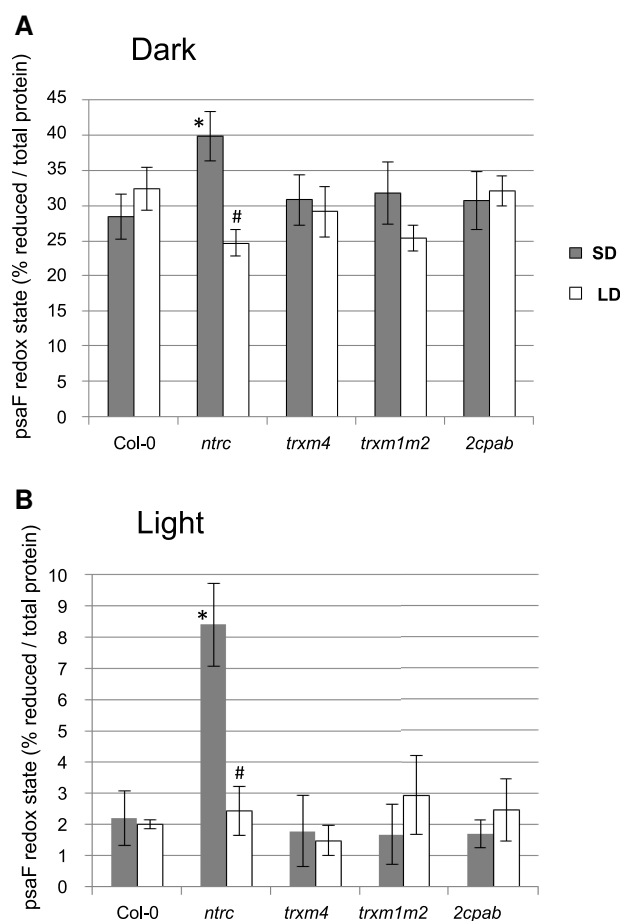 A
Dark
psaF redox state (% reduced / total protein)
45
40
35
30
25
20
15
10
5
0
*
#
Col-0
ntrc
trxm4
trxm1m2
2cpab
SD
LD
B
Light
psaF redox state (% reduced / total protein)
10
9
8
7
6
5
4
3
2
1
0
*
#
Col-0
ntrc
trxm4
trxm1m2
2cpab